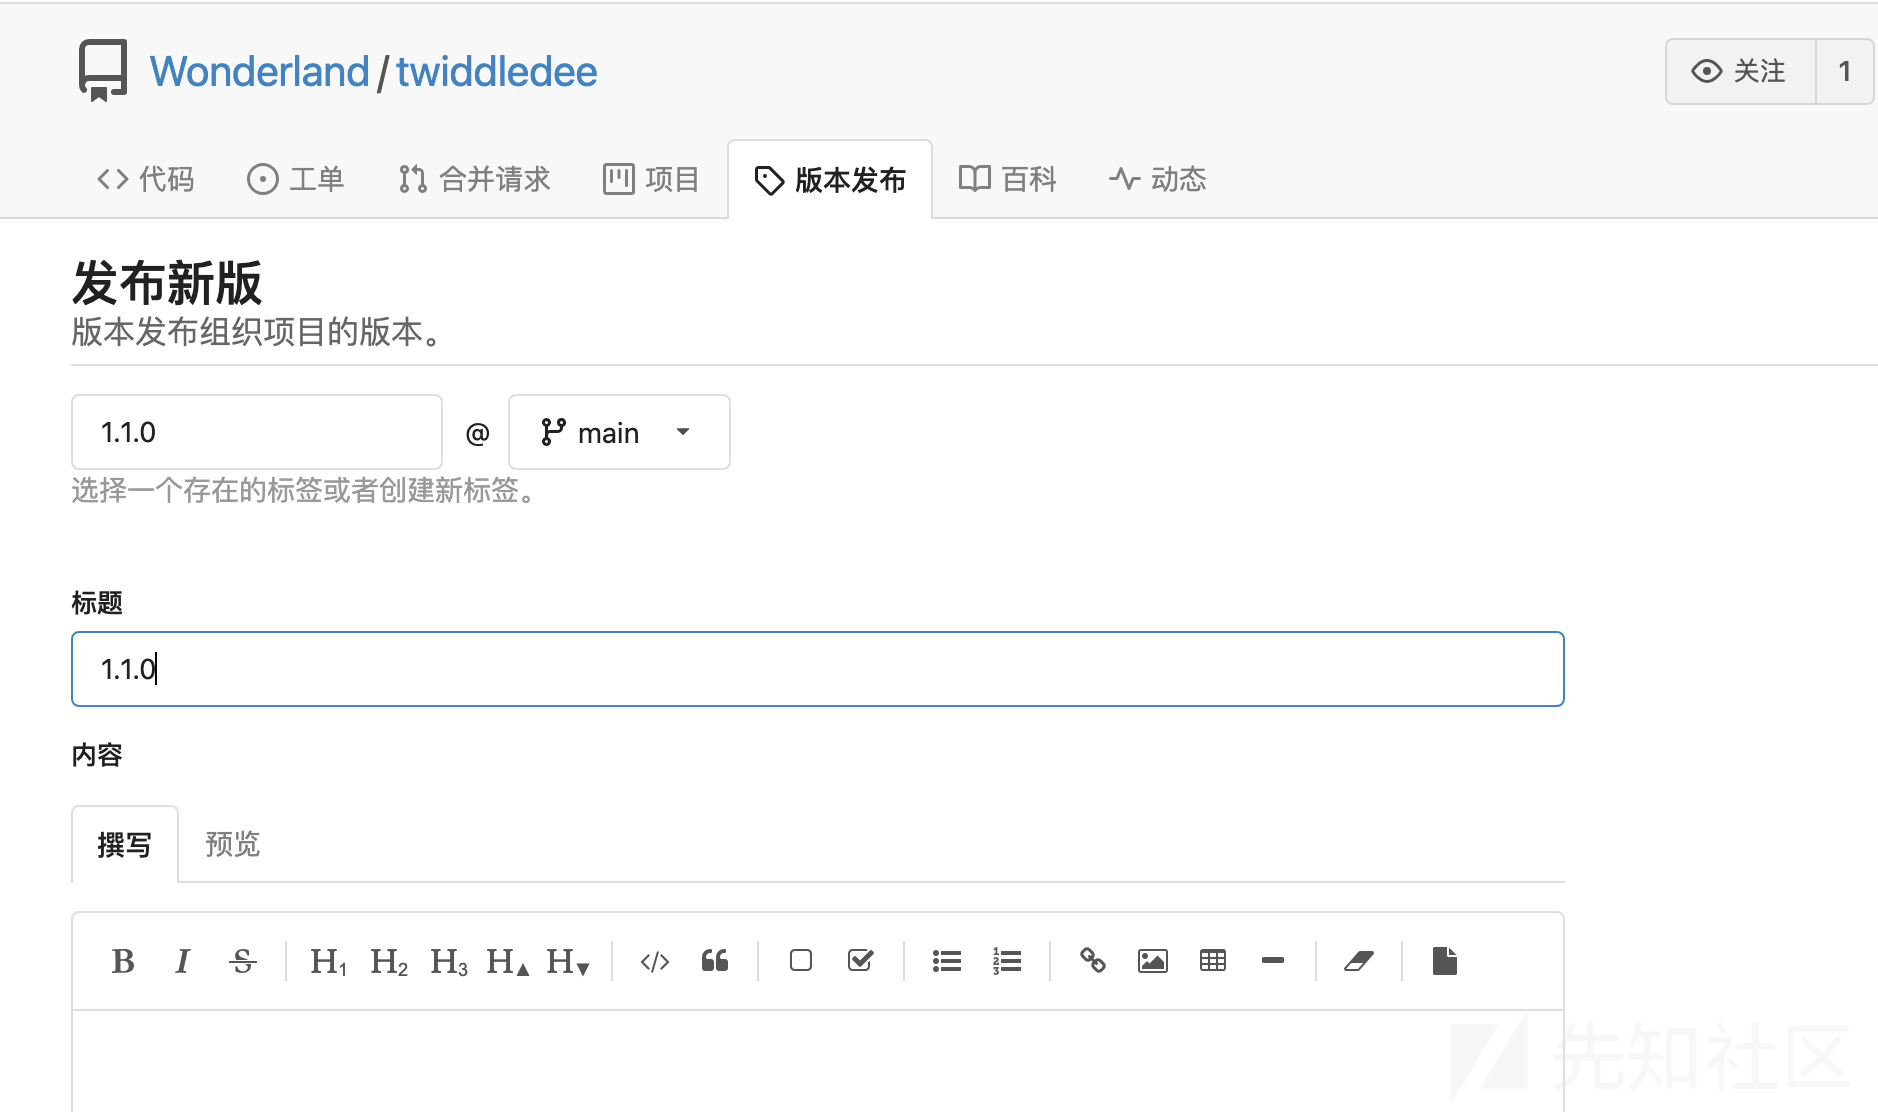 Wonderland / twiddledee
关注 1
代码 工单 合并请求 项目 版本发布 百科 动态
发布新版
版本发布组织项目的版本。
1.1.0 @ main
选择一个存在的标签或者创建新标签。
标题
1.1.0
内容
撰写 预览
B I S H1 H2 H3 H▲ H▼
先知社区